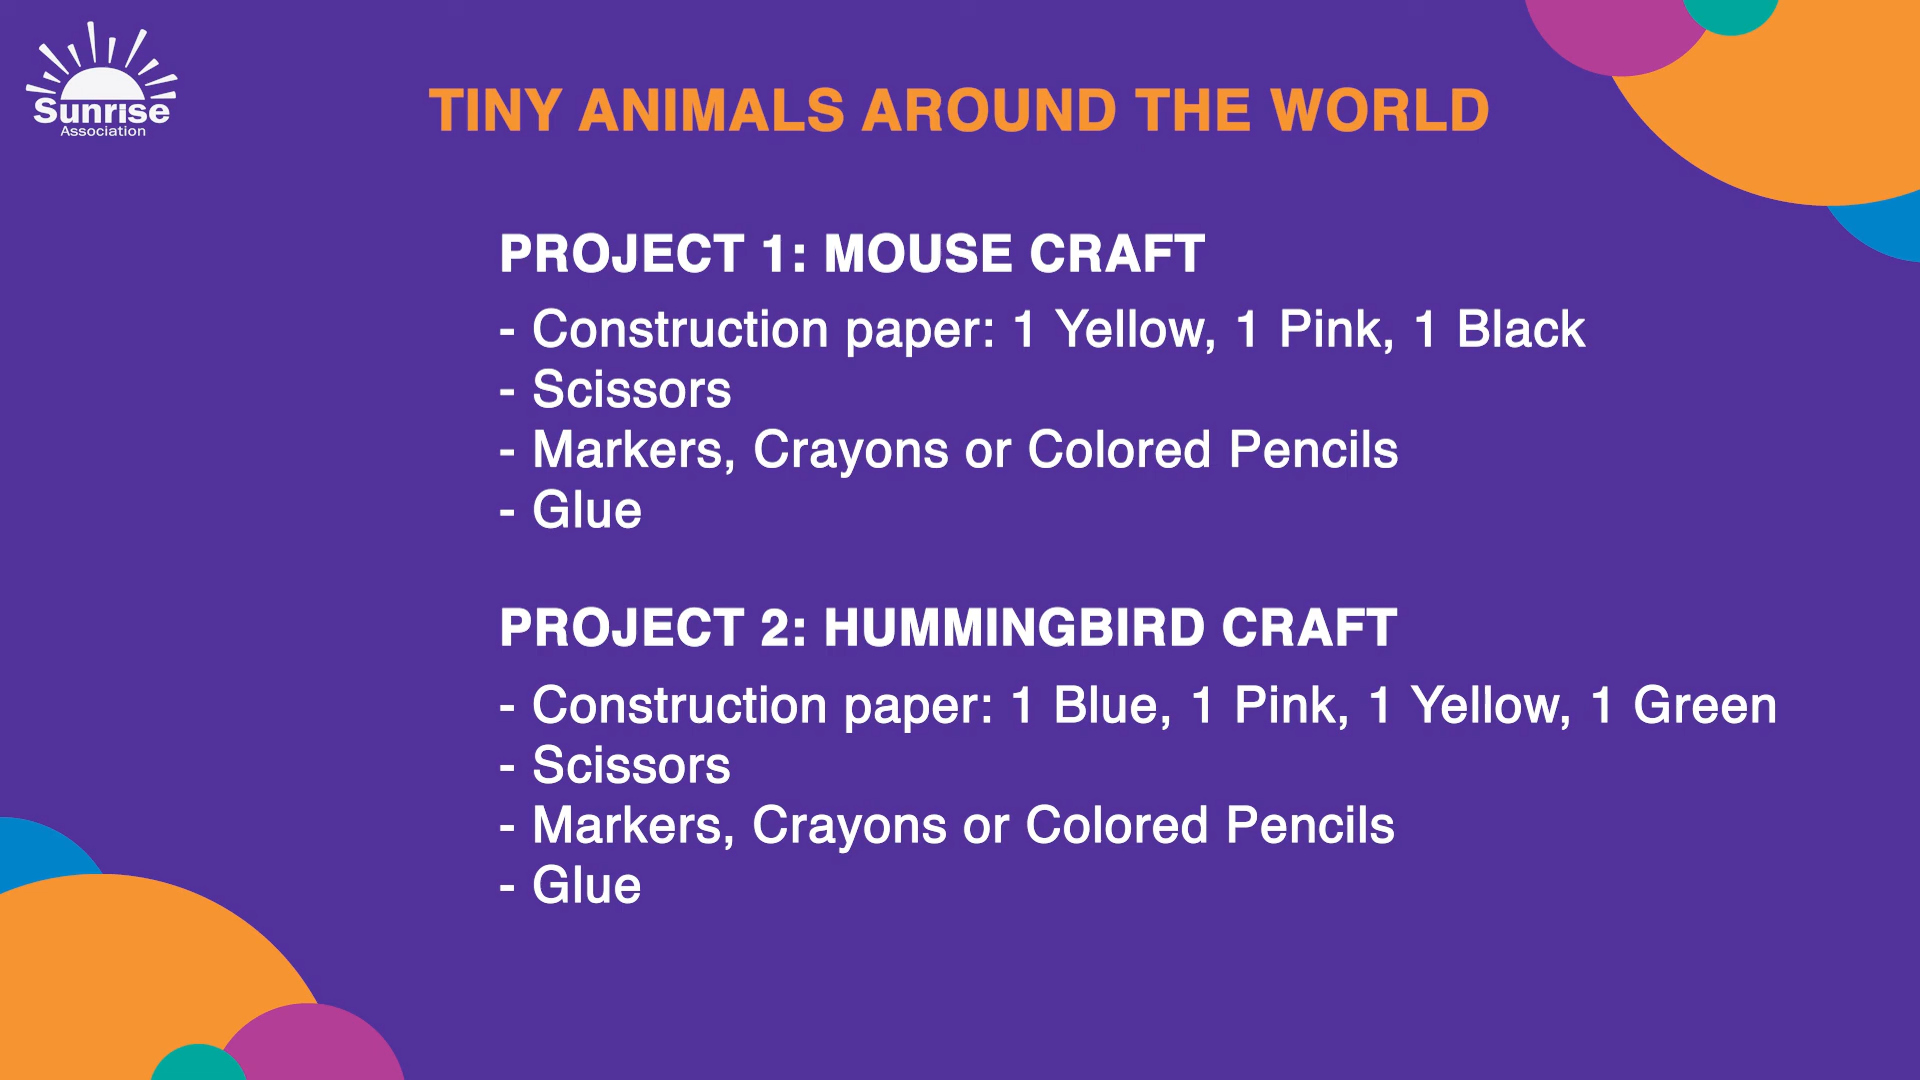 Sunrise
Association
TINY ANIMALS AROUND THE WORLD
PROJECT 1: MOUSE CRAFT
- Construction paper: 1 Yellow, 1 Pink, 1 Black
- Scissors
- Markers, Crayons or Colored Pencils
- Glue
PROJECT 2: HUMMINGBIRD CRAFT
- Construction paper: 1 Blue, 1 Pink, 1 Yellow, 1 Green
- Scissors
- Markers, Crayons or Colored Pencils
- Glue